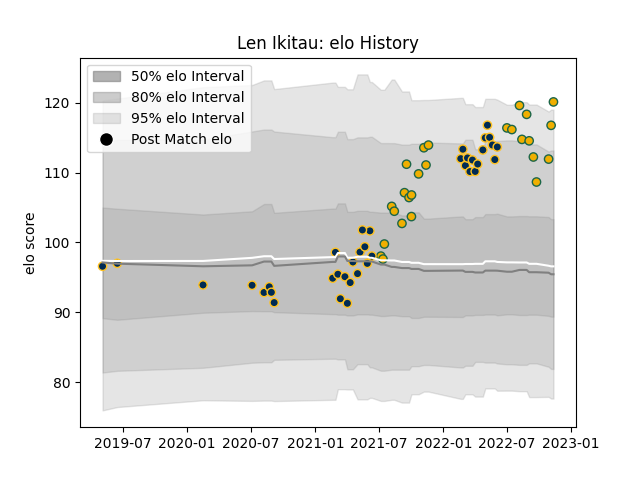 Len Ikitau: elo History
50% elo Interval
80% elo Interval
95% elo Interval
Post Match elo
elo score
120
110
100
90
80
2019-07 2020-01 2020-07 2021-01 2021-07 2022-01 2022-07 2023-01